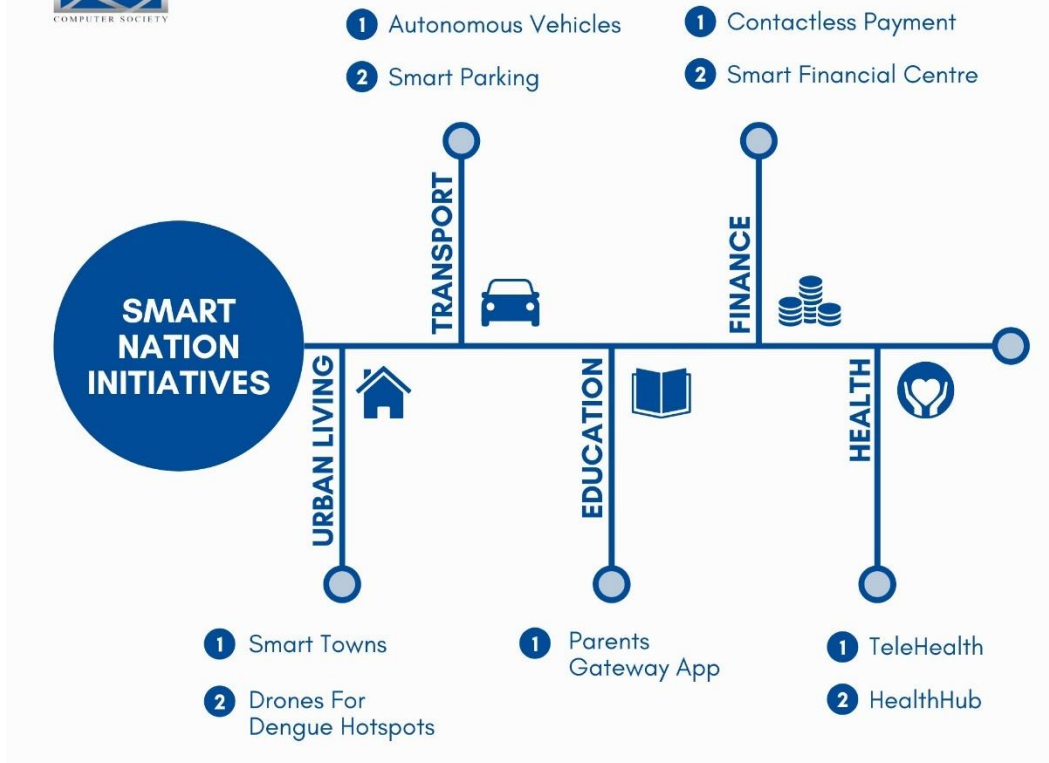 COMPUTER SOCIETY
1 Autonomous Vehicles
2 Smart Parking
1 Contactless Payment
2 Smart Financial Centre
TRANSPORT
FINANCE
SMART
NATION
INITIATIVES
URBAN LIVING
EDUCATION
HEALTH
1 Smart Towns
2 Drones For
Dengue Hotspots
1 Parents
Gateway App
1 TeleHealth
2 HealthHub